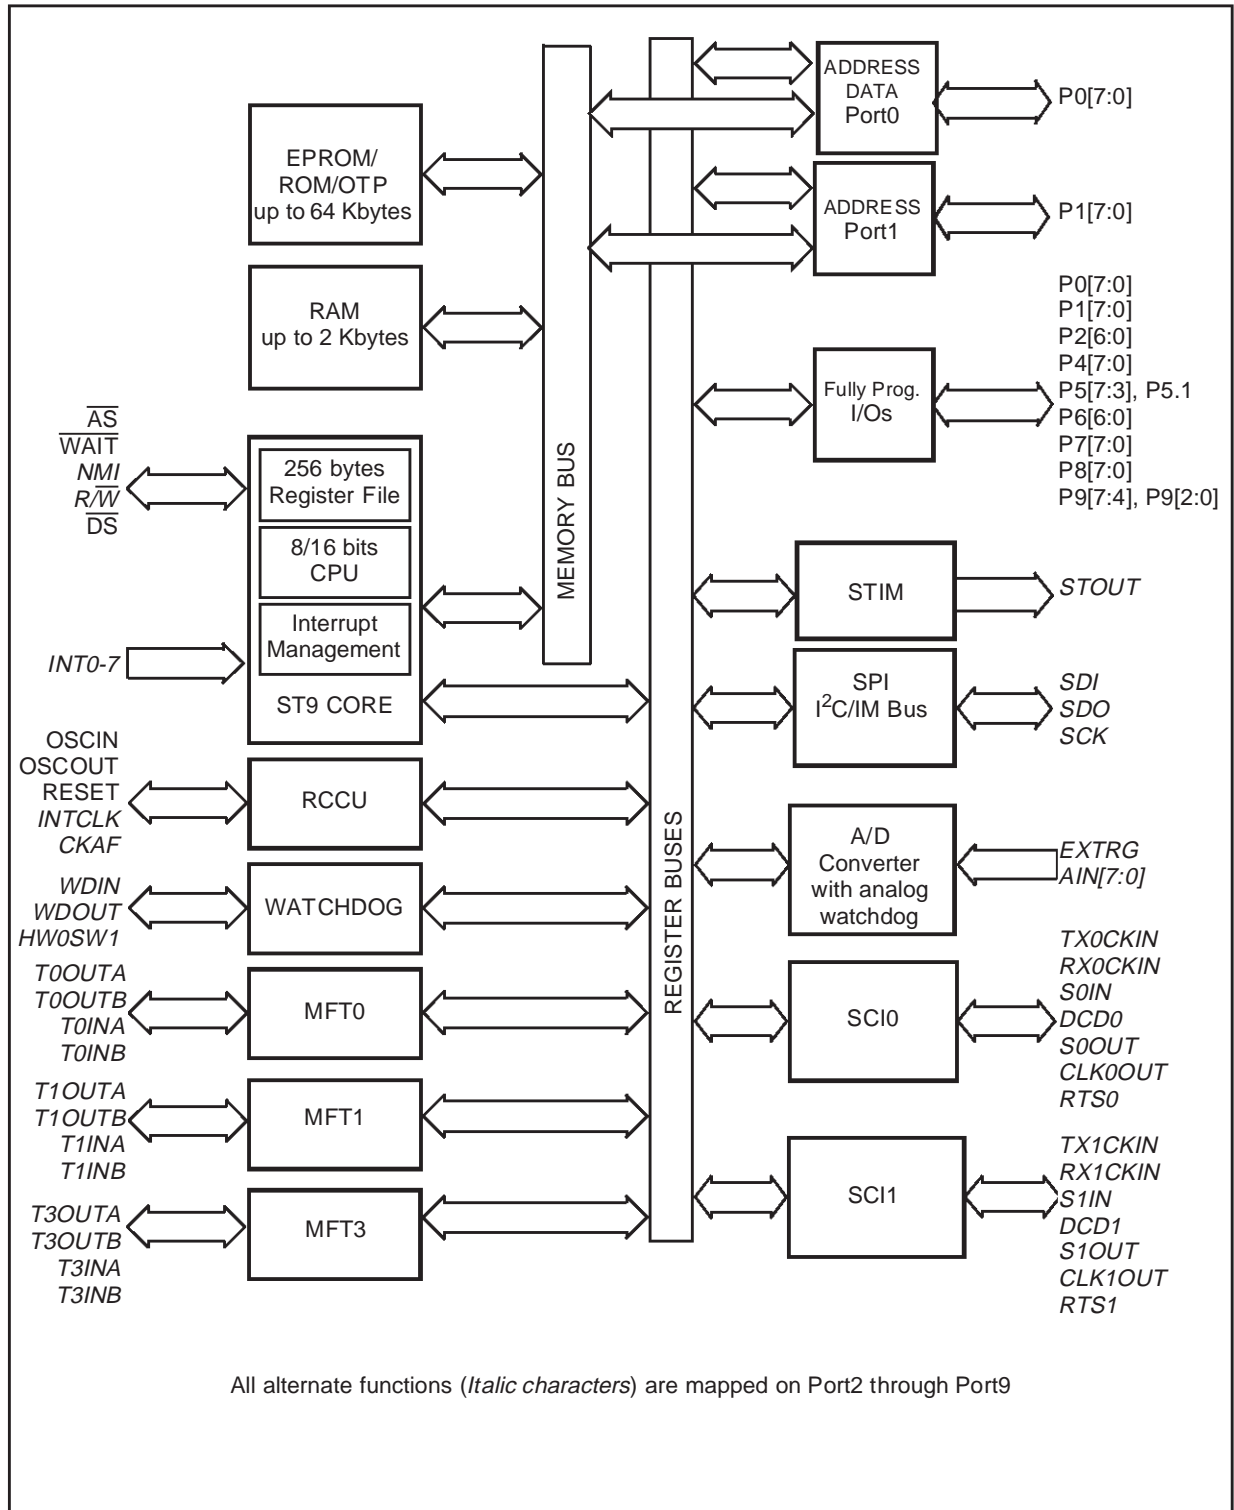 ADDRESS
DATA
Port0
P0[7:0]
EPROM/
ROM/OTP
up to 64 Kbytes
ADDRESS
Port1
P1[7:0]
RAM
up to 2 Kbytes
Fully Prog.
I/Os
P0[7:0]
P1[7:0]
P2[6:0]
P4[7:0]
P5[7:3], P5.1
P6[6:0]
P7[7:0]
P8[7:0]
P9[7:4], P9[2:0]
AS
WAIT
NMI
R/W
DS
256 bytes
Register File
8/16 bits
CPU
Interrupt
Management
ST9 CORE
INT0-7
MEMORY BUS
REGISTER BUSES
STIM
STOUT
SPI
I²C/IM Bus
SDI
SDO
SCK
OSCIN
OSCOUT
RESET
INTCLK
CKAF
RCCU
A/D
Converter
with analog
watchdog
EXTRG
AIN[7:0]
WDIN
WDOUT
HW0SW1
WATCHDOG
T0OUTA
T0OUTB
T0INA
T0INB
MFT0
SCI0
TX0CKIN
RX0CKIN
S0IN
DCD0
S0OUT
CLK0OUT
RTS0
T1OUTA
T1OUTB
T1INA
T1INB
MFT1
SCI1
TX1CKIN
RX1CKIN
S1IN
DCD1
S1OUT
CLK1OUT
RTS1
T3OUTA
T3OUTB
T3INA
T3INB
MFT3
All alternate functions (Italic characters) are mapped on Port2 through Port9